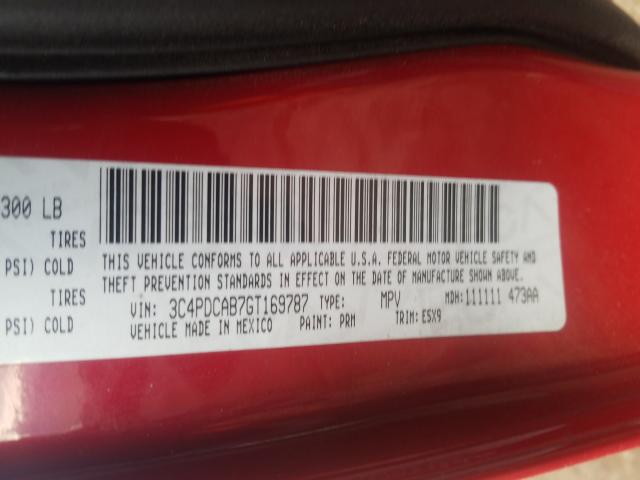 300 LB
TIRES
PSI) COLD
TIRES
PSI) COLD
THIS VEHICLE CONFORMS TO ALL APPLICABLE U.S.A. FEDERAL MOTOR VEHICLE SAFETY AND
THEFT PREVENTION STANDARDS IN EFFECT ON THE DATE OF MANUFACTURE SHOWN ABOVE.
VIN: 3C4PDCAB7GT169787 TYPE: MPV MDH: 111111 473AA
VEHICLE MADE IN MEXICO PAINT: PRM TRIM: E5X9